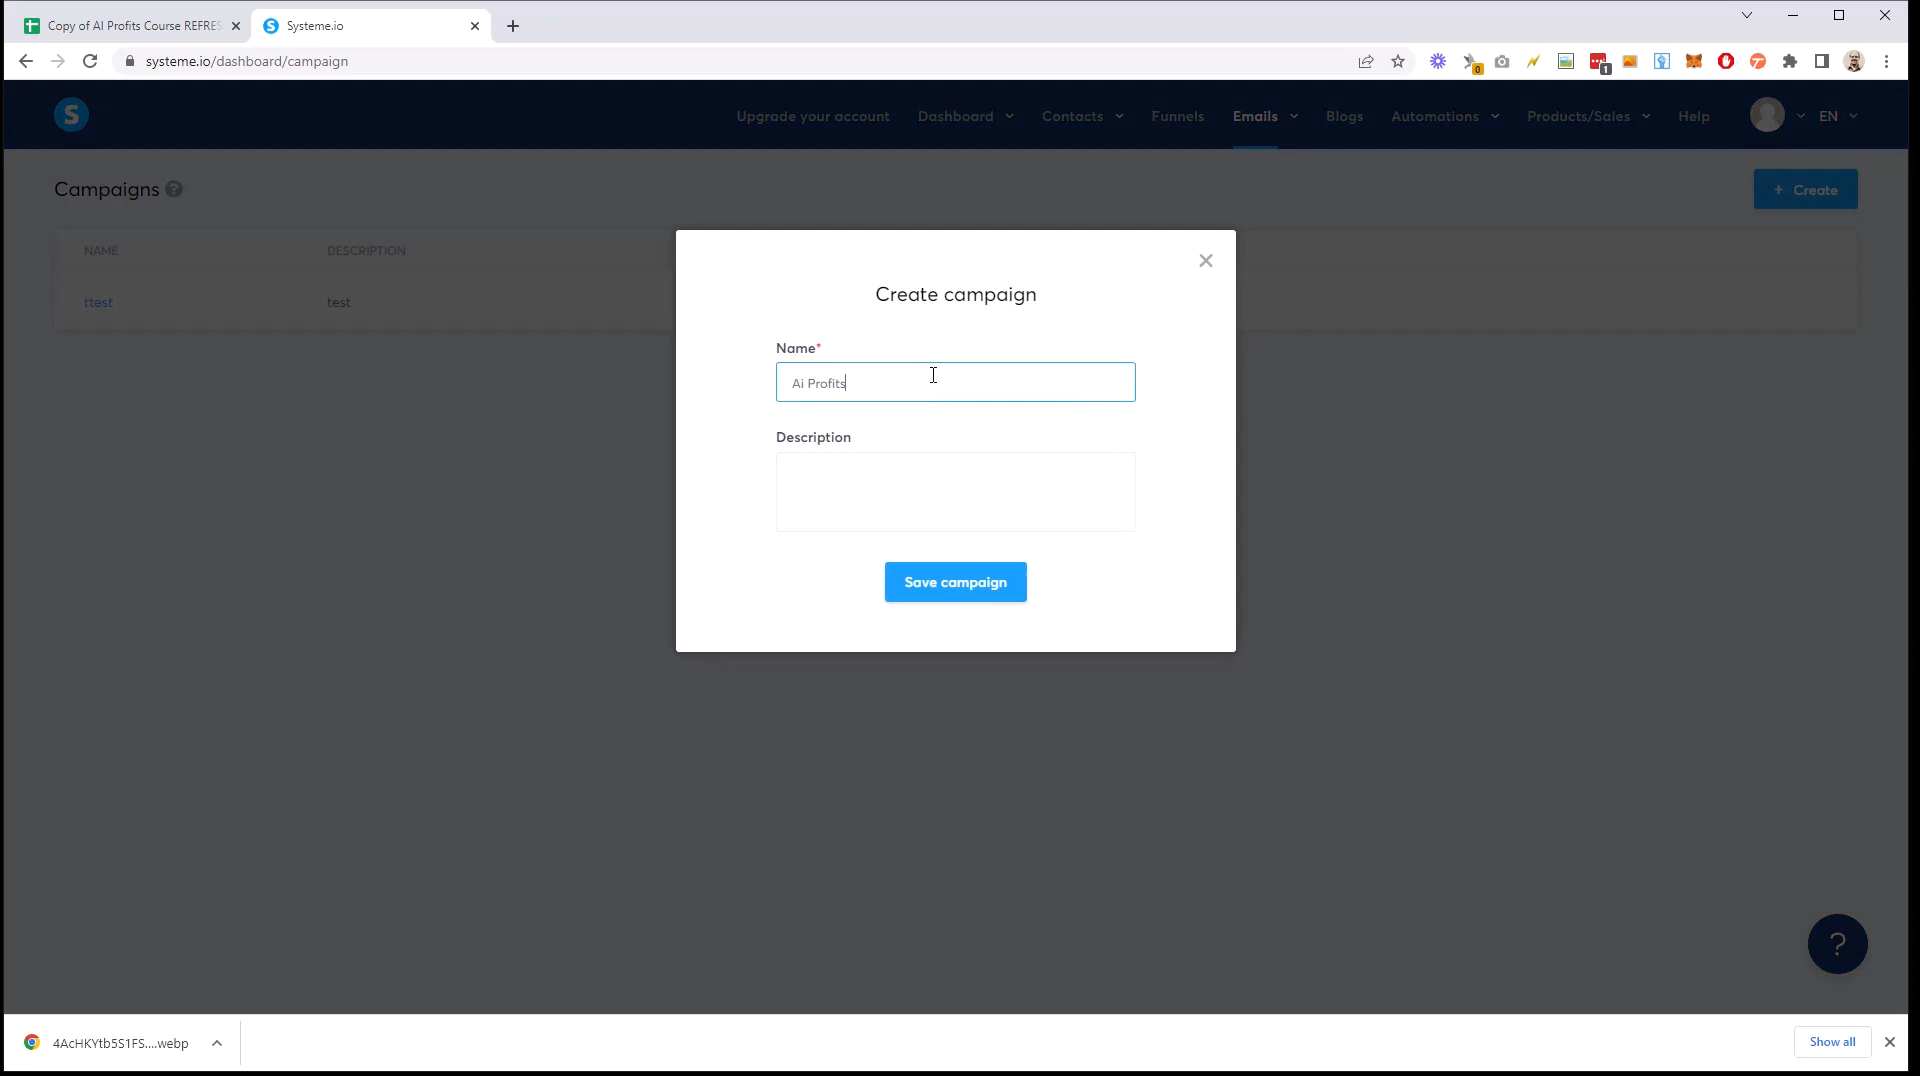 Copy of AI Profits Course REFRES
Systeme.io
systeme.io/dashboard/campaign
0
1
S
Upgrade your account
Dashboard
Contacts
Funnels
Emails
Blogs
Automations
Products/Sales
Help
EN
Campaigns ?
+ Create
NAME
DESCRIPTION
ttest
test
Create campaign
Name*
Ai Profits
Description
Save campaign
?
4AcHKYtb5S1FS....webp
Show all